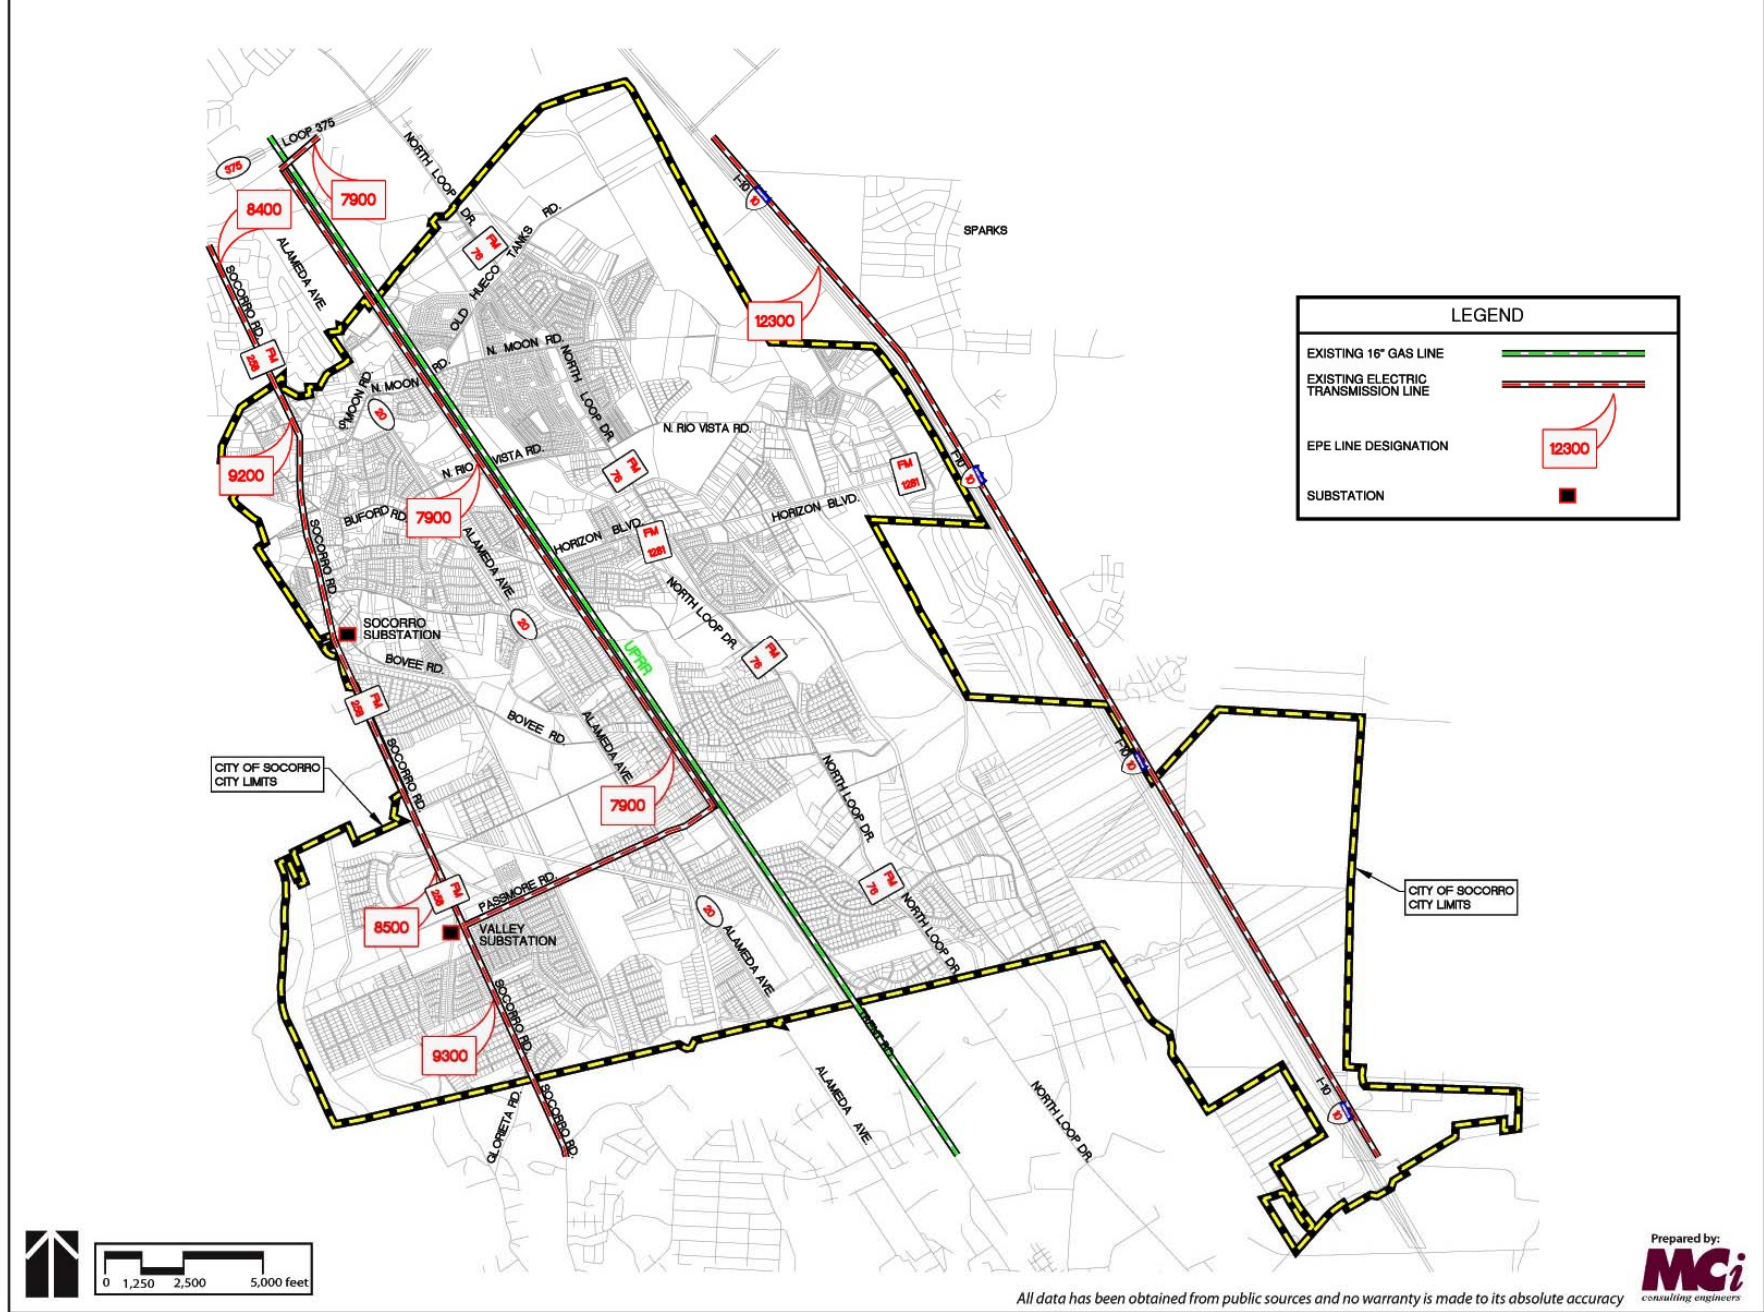 LOOP 375
375
7900
8400
NORTH LOOP DR.
FM 76
OLD HUECO TANKS RD.
ALAMEDA AVE.
SOCORRO RD.
FM 258
I-10
10
SPARKS
12300
N. MOON RD.
N. MOON RD.
S. MOON RD.
20
NORTH LOOP DR.
N. RIO VISTA RD.
N. RIO VISTA RD.
FM 76
9200
7900
BUFORD RD.
ALAMEDA AVE.
SOCORRO RD.
HORIZON BLVD.
HORIZON BLVD.
FM 1281
FM 1281
I-10
10
NORTH LOOP DR.
20
SOCORRO
SUBSTATION
BOVEE RD.
UPRR
FM 76
FM 258
BOVEE RD.
ALAMEDA AVE.
SOCORRO RD.
I-10
10
CITY OF SOCORRO
CITY LIMITS
7900
NORTH LOOP DR.
FM 76
FM 258
PASSMORE RD.
8500
VALLEY
SUBSTATION
20
ALAMEDA AVE.
NORTH LOOP DR.
CITY OF SOCORRO
CITY LIMITS
SOCORRO RD.
9300
GLORIETA RD.
SOCORRO RD.
ALAMEDA AVE.
NORTH LOOP DR.
I-10
10
LEGEND
EXISTING 16" GAS LINE
EXISTING ELECTRIC
TRANSMISSION LINE
EPE LINE DESIGNATION
12300
SUBSTATION
0 1,250 2,500 5,000 feet
Prepared by:
MCi
consulting engineers
All data has been obtained from public sources and no warranty is made to its absolute accuracy